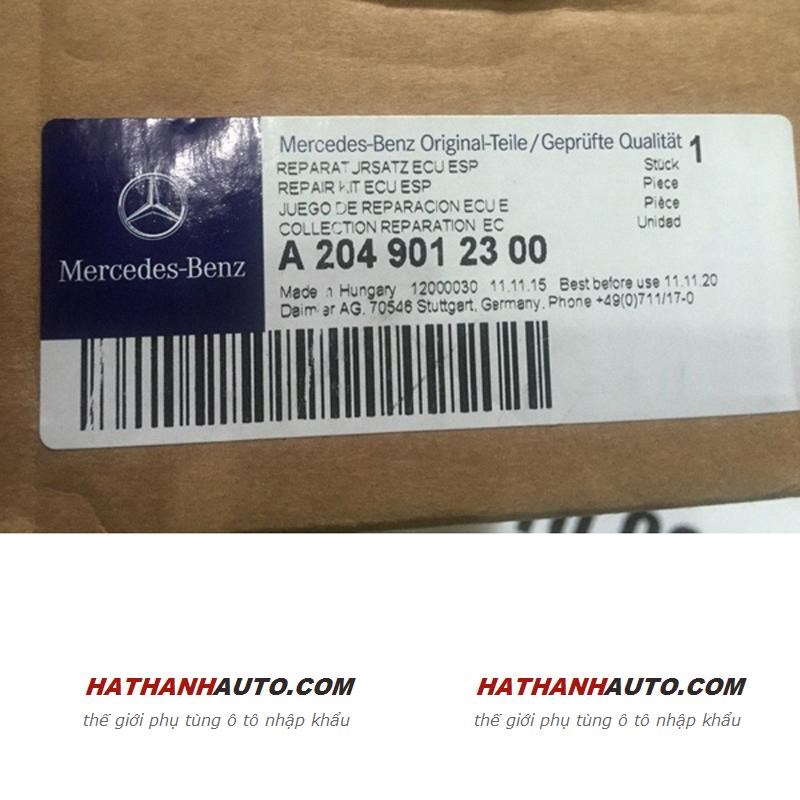 Mercedes-Benz
Mercedes-Benz Original-Teile/Geprüfte Qualität 1
REPARATURSATZ ECU ESP Stück
REPAIR KIT ECU ESP Piece
JUEGO DE REPARACION ECU E Pièce
COLLECTION REPARATION EC Unidad
A 204 901 23 00
Made in Hungary 12000030 11.11.15 Best before use 11.11.20
Daimler AG, 70546 Stuttgart, Germany, Phone +49(0)711/17-0
HATHANHAUTO.COM HATHANHAUTO.COM
thế giới phụ tùng ô tô nhập khẩu thế giới phụ tùng ô tô nhập khẩu